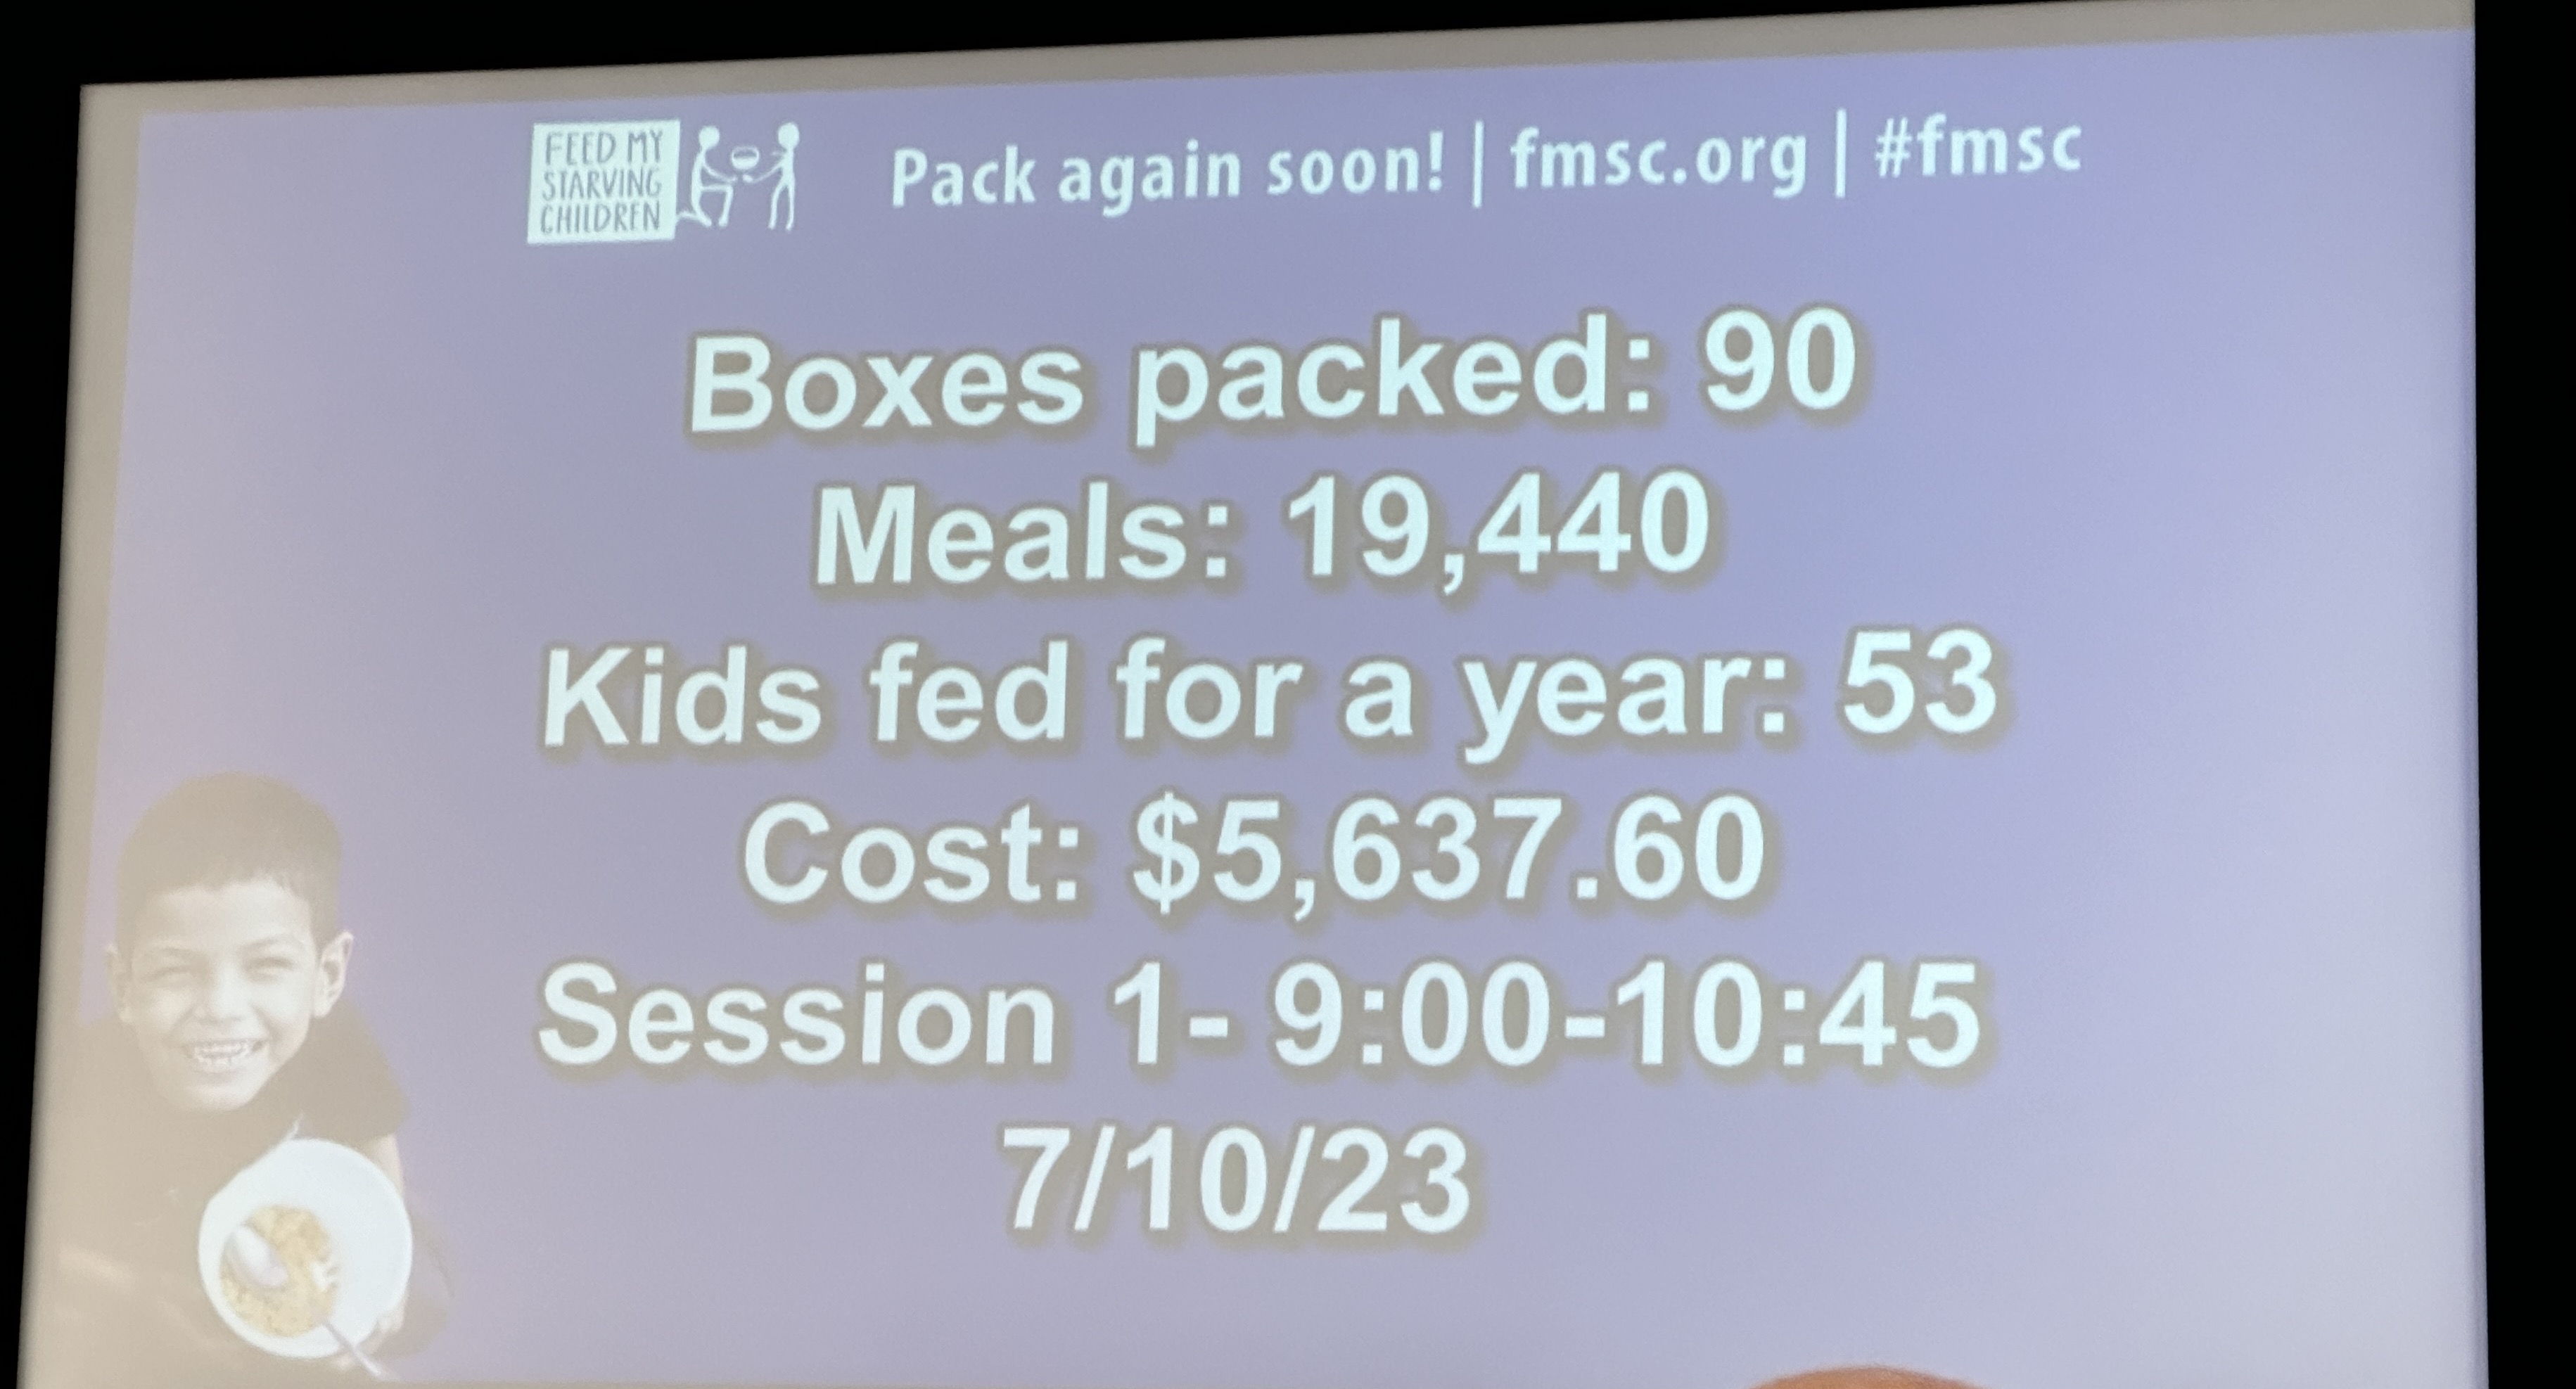 FEED MY
STARVING
CHILDREN
Pack again soon! | fmsc.org | #fmsc
Boxes packed: 90
Meals: 19,440
Kids fed for a year: 53
Cost: $5,637.60
Session 1- 9:00-10:45
7/10/23